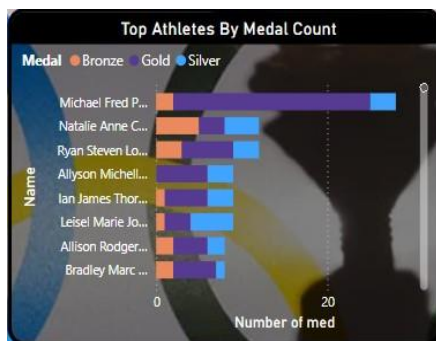 Top Athletes By Medal Count
Medal Bronze Gold Silver
Michael Fred P...
Natalie Anne C...
Ryan Steven Lo...
Allyson Michell...
Ian James Thor...
Leisel Marie Jo...
Allison Rodger...
Bradley Marc ...
Name
0 20
Number of med